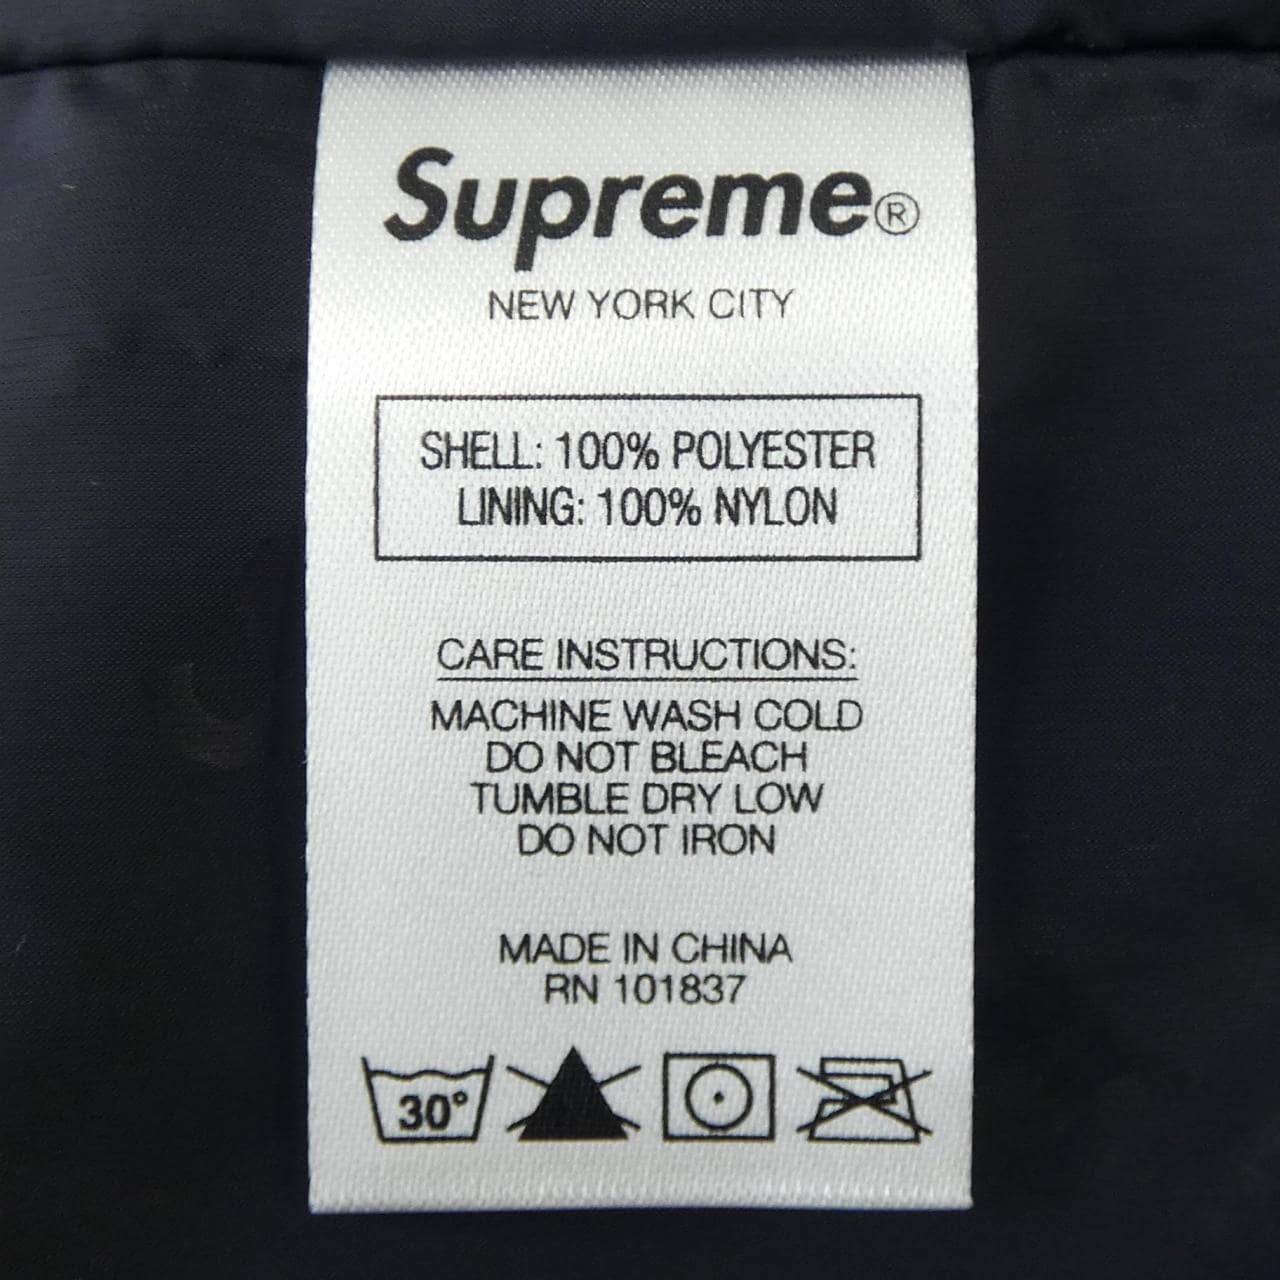 Supreme®
NEW YORK CITY
SHELL: 100% POLYESTER
LINING: 100% NYLON
CARE INSTRUCTIONS:
MACHINE WASH COLD
DO NOT BLEACH
TUMBLE DRY LOW
DO NOT IRON
MADE IN CHINA
RN 101837
30°